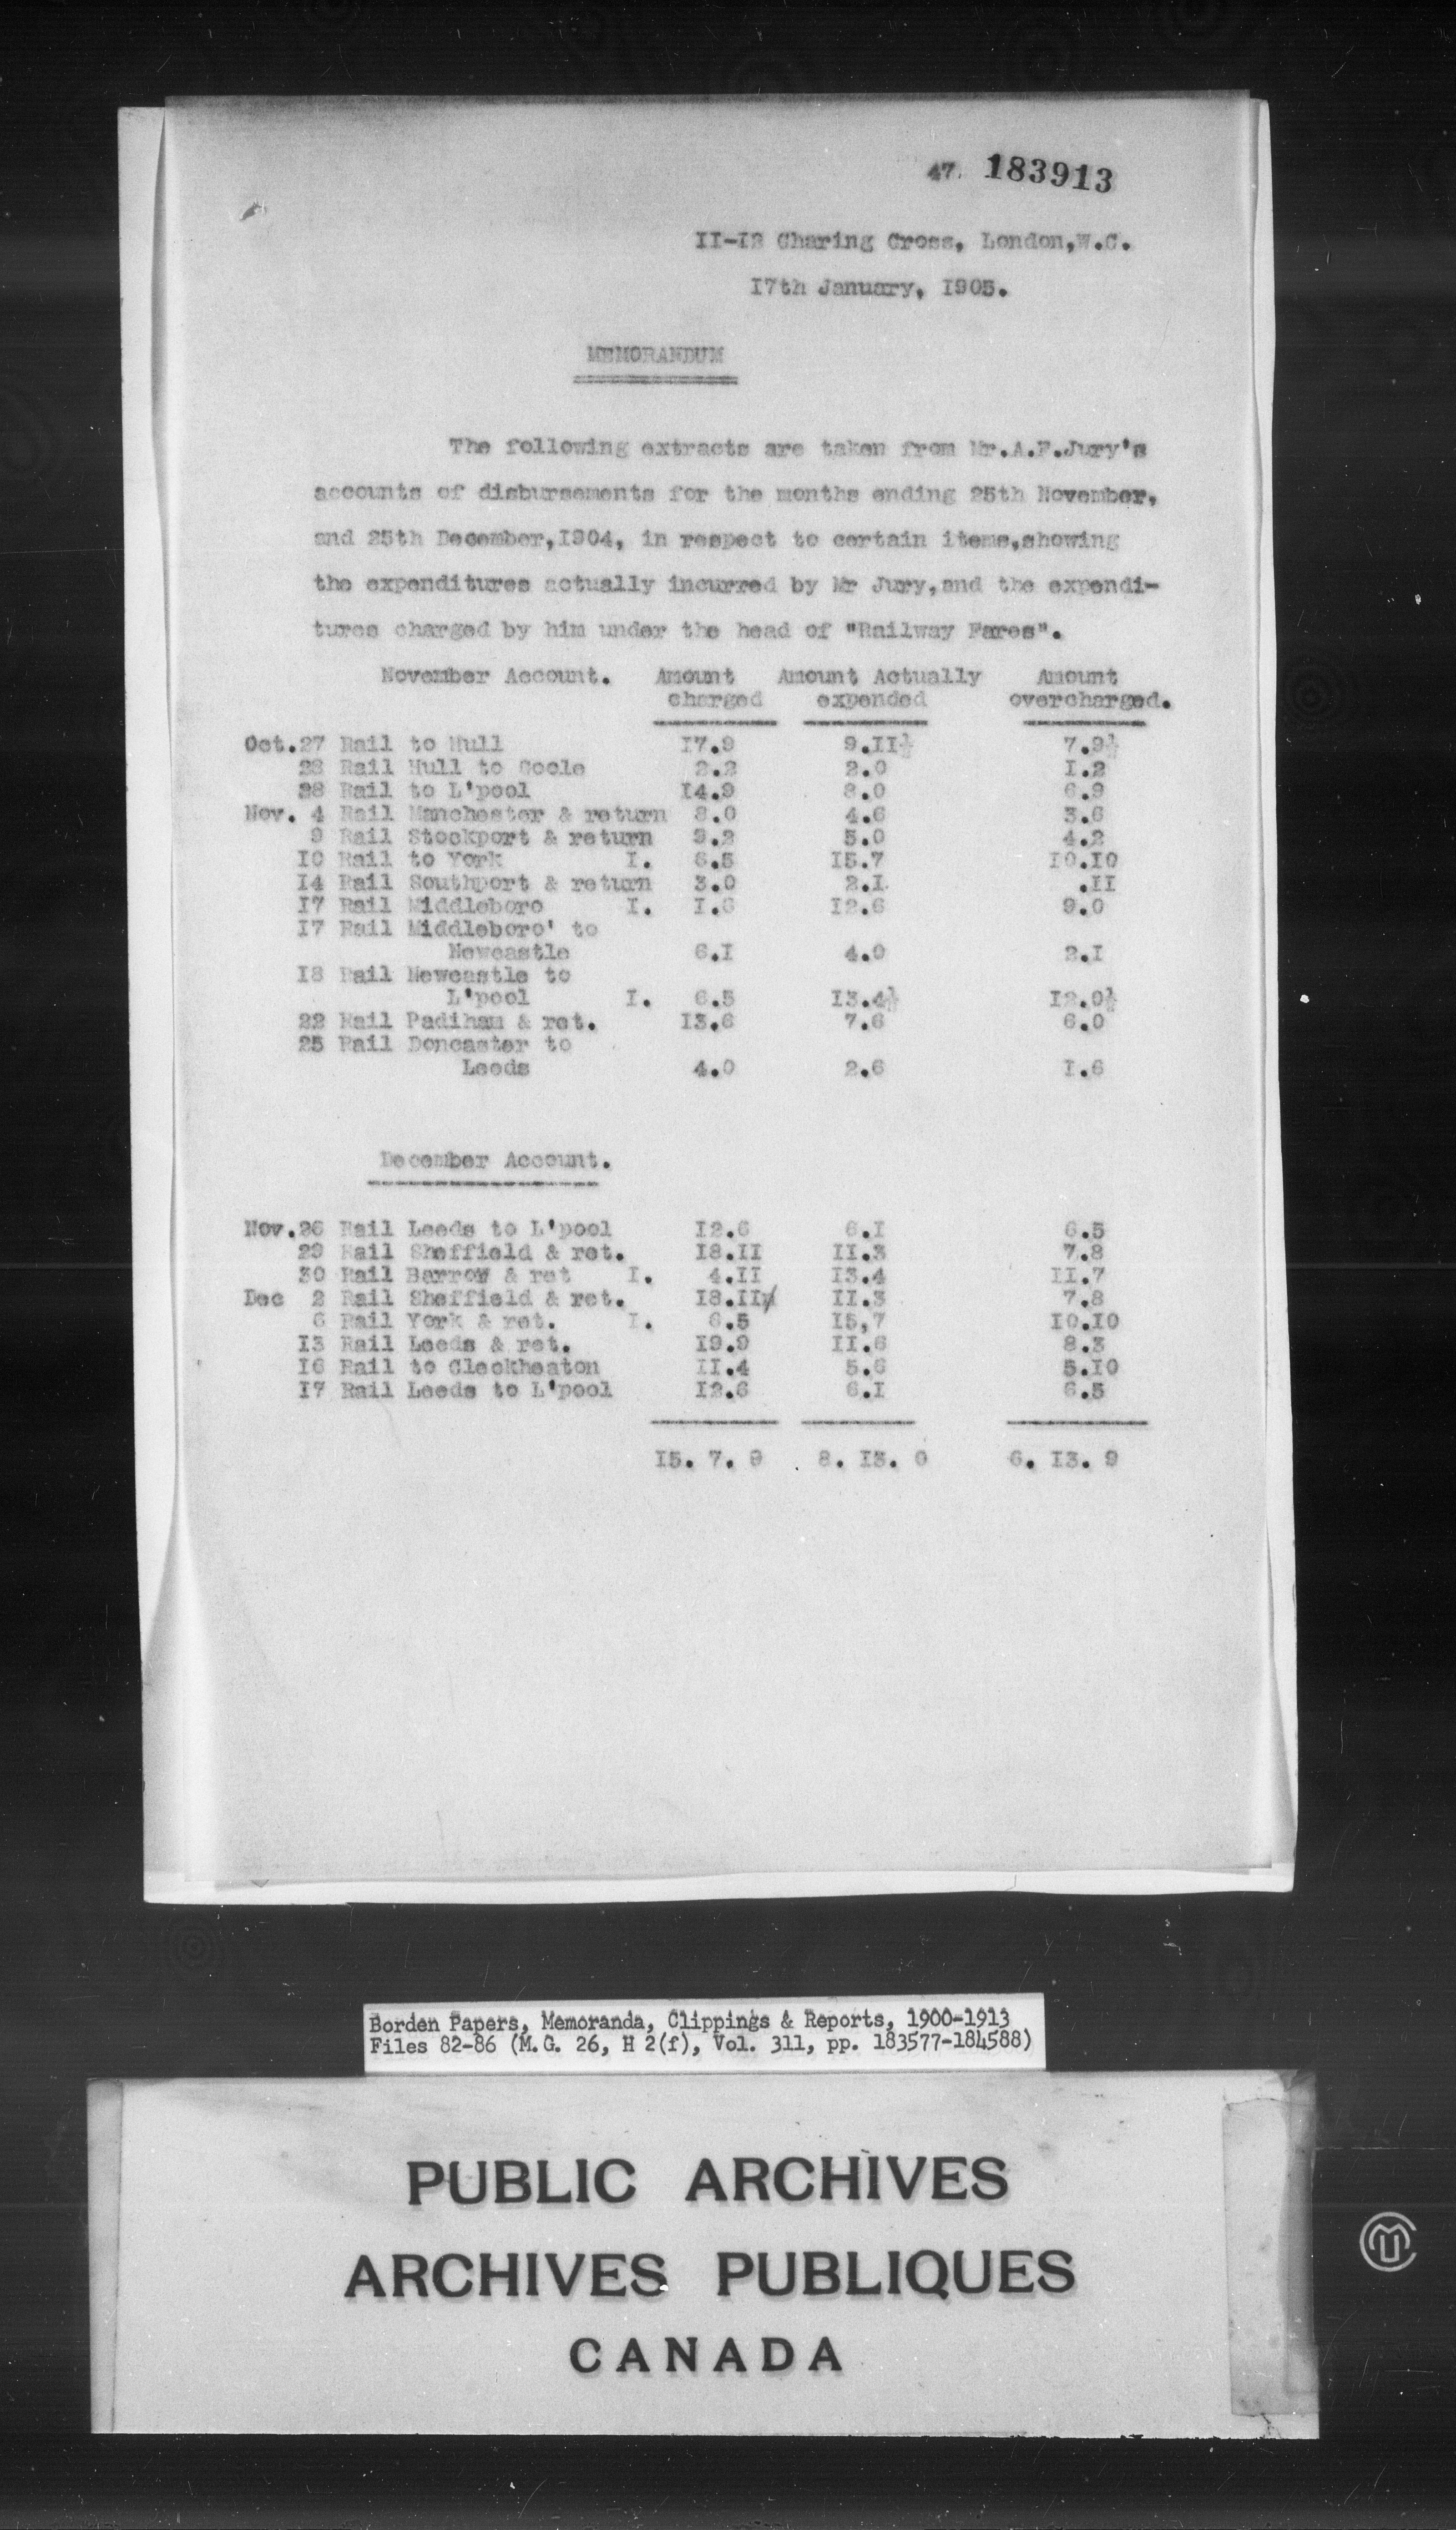 47. 183913
II-I2 Charing Cross, London,W.C.
I7th January, I905.
MEMORANDUM
The following extracts are taken from Mr.A.F.Jury's
accounts of disbursements for the months ending 25th November,
and 25th December,I904, in respect to certain items,showing
the expenditures actually incurred by Mr Jury,and the expendi-
tures charged by him under the head of "Railway Fares".
November Account. Amount Amount Actually Amount
charged expended overcharged.
Oct.27 Rail to Hull I7.9 9.II½ 7.9½
28 Rail Hull to Goole 2.2 2.0 I.2
28 Rail to L'pool I4.9 8.0 6.9
Nov. 4 Rail Manchester & return 8.0 4.6 3.6
9 Rail Stockport & return 9.2 5.0 4.2
I0 Rail to York I. 6.5 I5.7 I0.I0
I4 Rail Southport & return 3.0 2.I .II
I7 Rail Middleboro I. I.6 I2.6 9.0
I7 Rail Middleboro' to
Newcastle 6.I 4.0 2.I
I8 Rail Newcastle to
L'pool I. 6.5 I3.4½ I2.0½
22 Rail Padiham & ret. I3.6 7.6 6.0
25 Rail Doncaster to
Leeds 4.0 2.6 I.6
December Account.
Nov.26 Rail Leeds to L'pool I2.6 6.I 6.5
29 Rail Sheffield & ret. I8.II II.3 7.8
30 Rail Barrow & ret I. 4.II I3.4 II.7
Dec 2 Rail Sheffield & ret. I8.II II.3 7.8
6 Rail York & ret. I. 6.5 I5,7 I0.I0
I3 Rail Leeds & ret. I9.9 II.6 8.3
I6 Rail to Cleckheaton II.4 5.6 5.I0
I7 Rail Leeds to L'pool I2.6 6.I 6.5
I5. 7. 9 8. I3. 0 6. I3. 9
Borden Papers, Memoranda, Clippings & Reports, 1900-1913
Files 82-86 (M.G. 26, H 2(f), Vol. 311, pp. 183577-184588)
PUBLIC ARCHIVES
ARCHIVES PUBLIQUES
CANADA